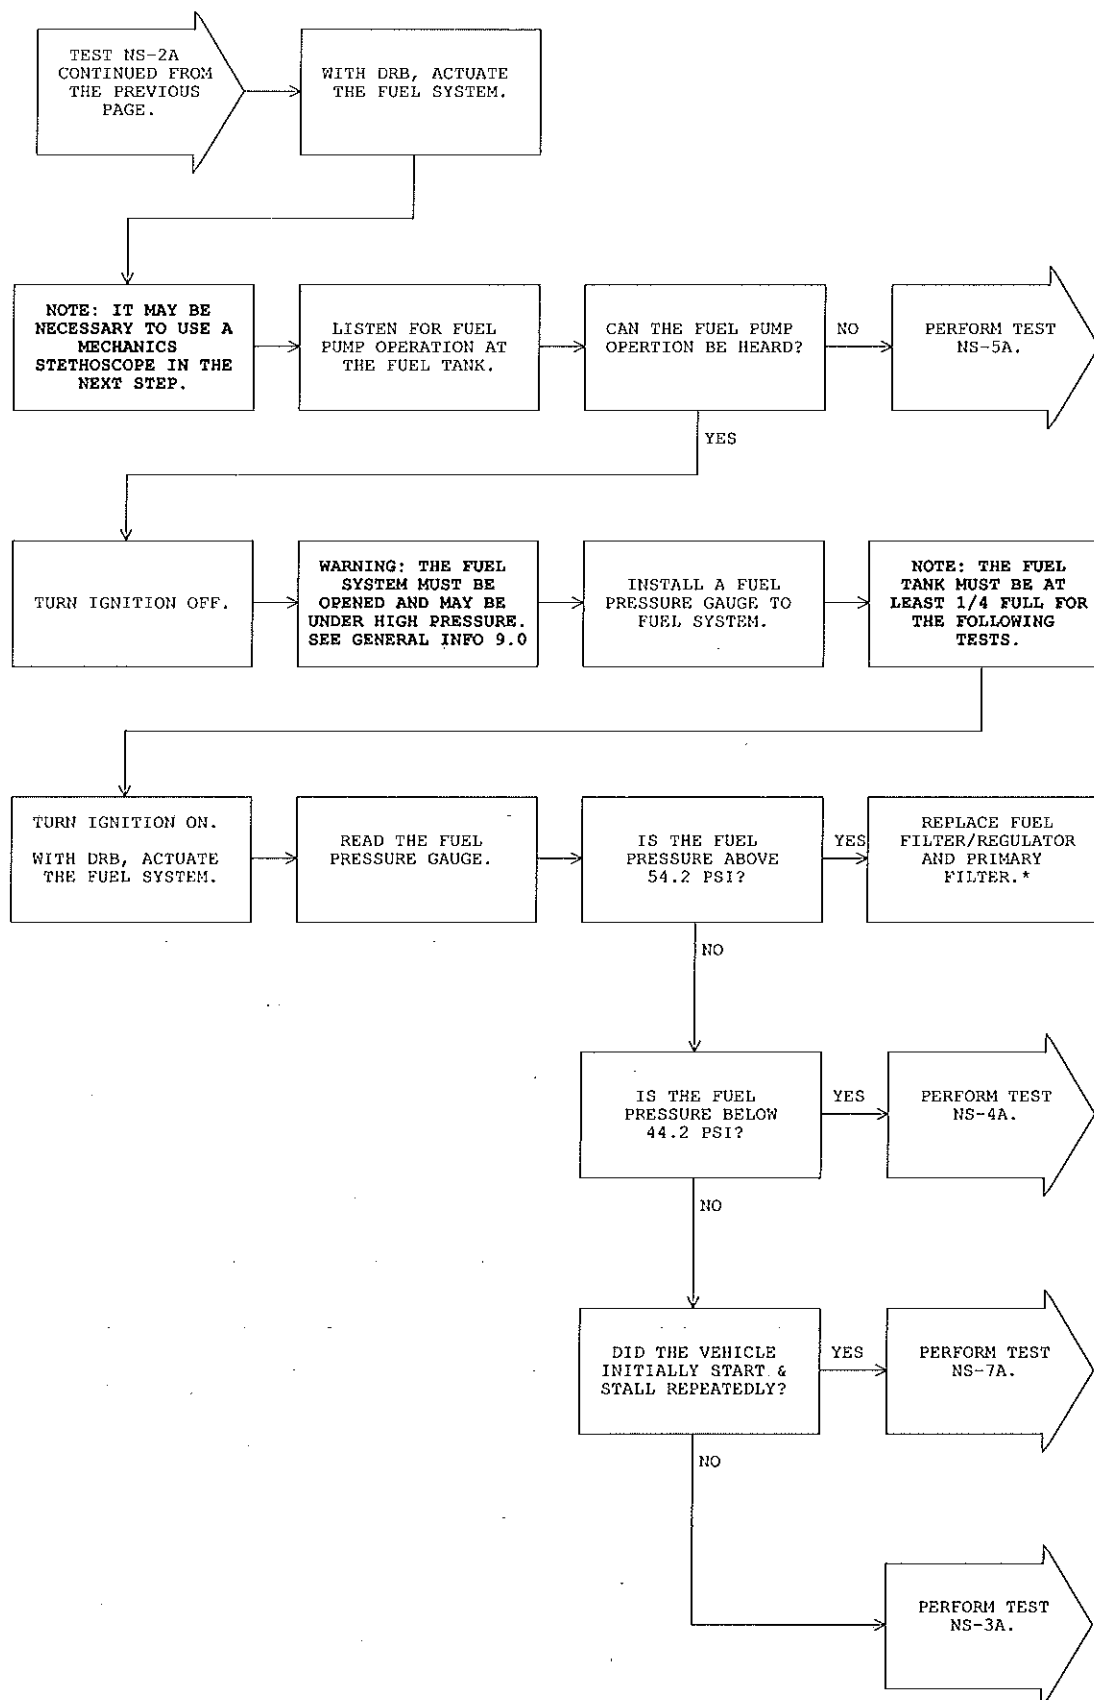 TEST NS-2A
CONTINUED FROM
THE PREVIOUS
PAGE.
WITH DRB, ACTUATE
THE FUEL SYSTEM.
NOTE: IT MAY BE
NECESSARY TO USE A
MECHANICS
STETHOSCOPE IN THE
NEXT STEP.
LISTEN FOR FUEL
PUMP OPERATION AT
THE FUEL TANK.
CAN THE FUEL PUMP
OPERTION BE HEARD?
NO
PERFORM TEST
NS-5A.
YES
TURN IGNITION OFF.
WARNING: THE FUEL
SYSTEM MUST BE
OPENED AND MAY BE
UNDER HIGH PRESSURE.
SEE GENERAL INFO 9.0
INSTALL A FUEL
PRESSURE GAUGE TO
FUEL SYSTEM.
NOTE: THE FUEL
TANK MUST BE AT
LEAST 1/4 FULL FOR
THE FOLLOWING
TESTS.
TURN IGNITION ON.
WITH DRB, ACTUATE
THE FUEL SYSTEM.
READ THE FUEL
PRESSURE GAUGE.
IS THE FUEL
PRESSURE ABOVE
54.2 PSI?
YES
REPLACE FUEL
FILTER/REGULATOR
AND PRIMARY
FILTER.*
NO
IS THE FUEL
PRESSURE BELOW
44.2 PSI?
YES
PERFORM TEST
NS-4A.
NO
DID THE VEHICLE
INITIALLY START &
STALL REPEATEDLY?
YES
PERFORM TEST
NS-7A.
NO
PERFORM TEST
NS-3A.